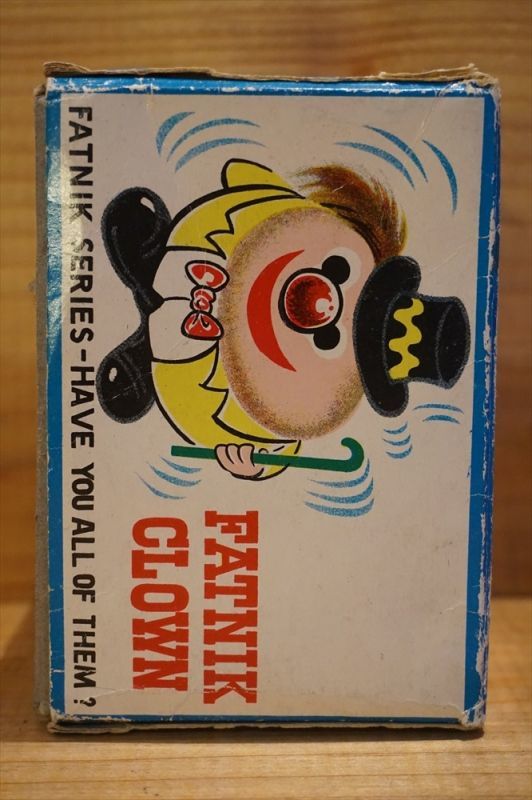 FATNIK
CLOWN
FATNIK SERIES-HAVE YOU ALL OF THEM?